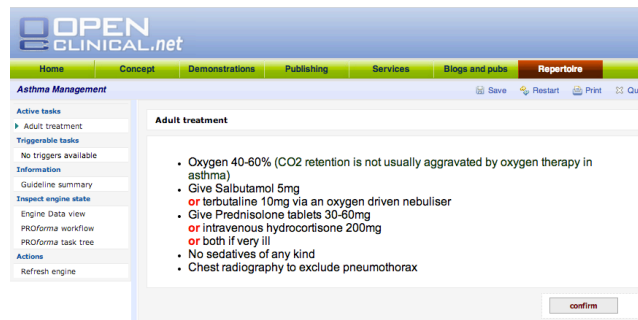 OPEN
CLINICAL.net
Home Concept Demonstrations Publishing Services Blogs and pubs Repertoire
Asthma Management
Save Restart Print Qu
Active tasks
Adult treatment
Triggerable tasks
No triggers available
Information
Guideline summary
Inspect engine state
Engine Data view
PROforma workflow
PROforma task tree
Actions
Refresh engine
Adult treatment
• Oxygen 40-60% (CO2 retention is not usually aggravated by oxygen therapy in
asthma)
• Give Salbutamol 5mg
or terbutaline 10mg via an oxygen driven nebuliser
• Give Prednisolone tablets 30-60mg
or intravenous hydrocortisone 200mg
or both if very ill
• No sedatives of any kind
• Chest radiography to exclude pneumothorax
confirm